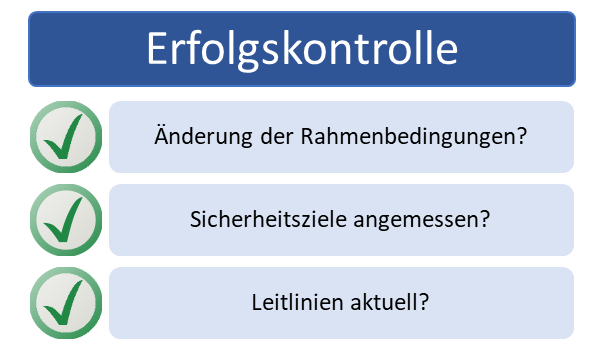 Erfolgskontrolle
Änderung der Rahmenbedingungen?
Sicherheitsziele angemessen?
Leitlinien aktuell?